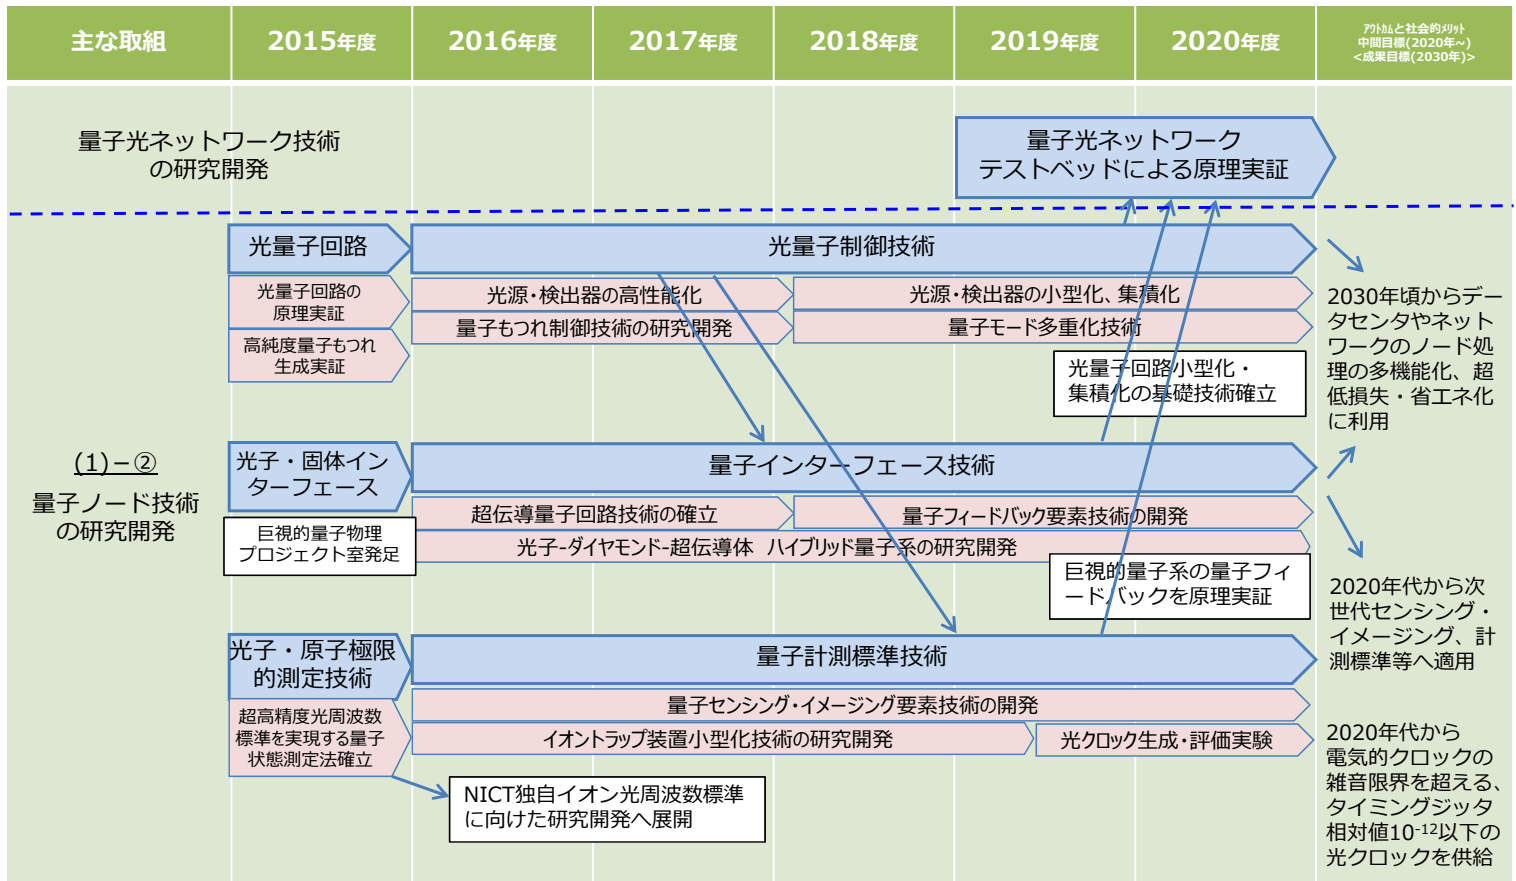 主な取組
2015年度
2016年度
2017年度
2018年度
2019年度
2020年度
ｱｳﾄｶﾑと社会的ﾒﾘｯﾄ
中間目標(2020年~)
<成果目標(2030年)>
量子光ネットワーク技術
の研究開発
量子光ネットワーク
テストベッドによる原理実証
(1)－②
量子ノード技術
の研究開発
光量子回路
光量子制御技術
光量子回路の
原理実証
光源・検出器の高性能化
光源・検出器の小型化、集積化
高純度量子もつれ
生成実証
量子もつれ制御技術の研究開発
量子モード多重化技術
光量子回路小型化・
集積化の基礎技術確立
光子・固体イン
ターフェース
量子インターフェース技術
超伝導量子回路技術の確立
量子フィードバック要素技術の開発
巨視的量子物理
プロジェクト室発足
光子-ダイヤモンド-超伝導体　ハイブリッド量子系の研究開発
巨視的量子系の量子フィ
ードバックを原理実証
光子・原子極限
的測定技術
量子計測標準技術
超高精度光周波数
標準を実現する量子
状態測定法確立
量子センシング・イメージング要素技術の開発
イオントラップ装置小型化技術の研究開発
光クロック生成・評価実験
NICT独自イオン光周波数標準
に向けた研究開発へ展開
2030年頃からデー
タセンタやネット
ワークのノード処
理の多機能化、超
低損失・省エネ化
に利用
2020年代から次
世代センシング・
イメージング、計
測標準等へ適用
2020年代から
電気的クロックの
雑音限界を超える、
タイミングジッタ
相対値10-12以下の
光クロックを供給